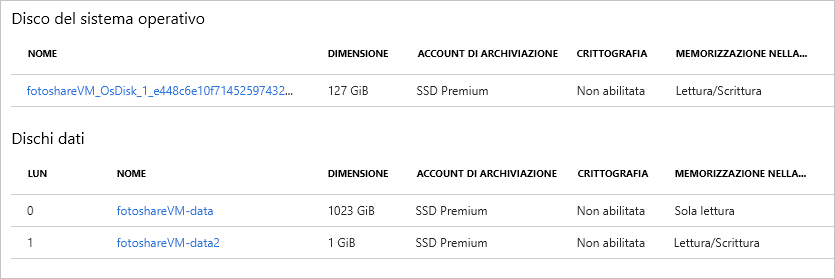 Disco del sistema operativo
NOME DIMENSIONE ACCOUNT DI ARCHIVIAZIONE CRITTOGRAFIA MEMORIZZAZIONE NELLA...
fotoshareVM_OsDisk_1_e448c6e10f71452597432... 127 GiB SSD Premium Non abilitata Lettura/Scrittura
Dischi dati
LUN NOME DIMENSIONE ACCOUNT DI ARCHIVIAZIONE CRITTOGRAFIA MEMORIZZAZIONE NELLA...
0 fotoshareVM-data 1023 GiB SSD Premium Non abilitata Sola lettura
1 fotoshareVM-data2 1 GiB SSD Premium Non abilitata Lettura/Scrittura